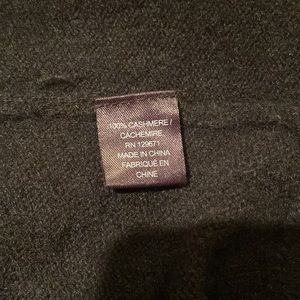 100% CASHMERE /
CACHEMIRE
RN 129671
MADE IN CHINA
FABRIQUÉ EN
CHINE